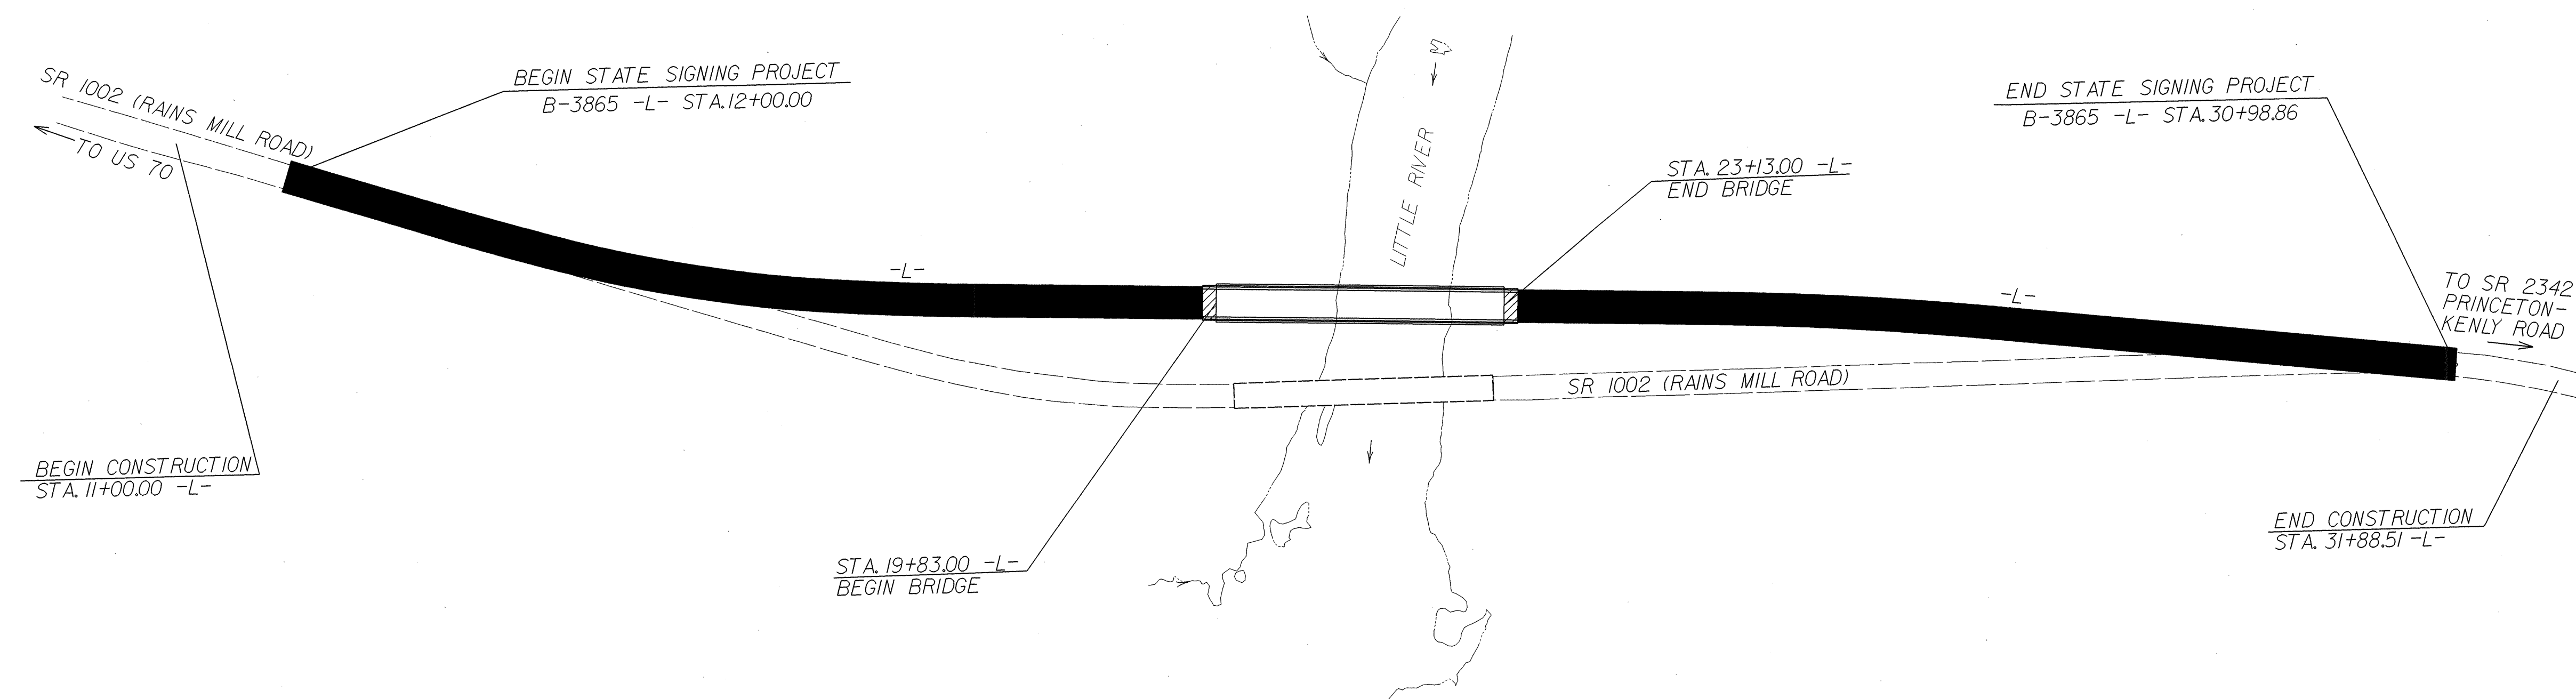 SR 1002 (RAINS MILL ROAD)
TO US 70
BEGIN STATE SIGNING PROJECT
B-3865 -L- STA.12+00.00
LITTLE RIVER
END STATE SIGNING PROJECT
B-3865 -L- STA.30+98.86
STA. 23+13.00 -L-
END BRIDGE
-L-
-L-
TO SR 2342
PRINCETON-
KENLY ROAD
SR 1002 (RAINS MILL ROAD)
BEGIN CONSTRUCTION
STA.11+00.00 -L-
STA.19+83.00 -L-
BEGIN BRIDGE
END CONSTRUCTION
STA. 31+88.51 -L-